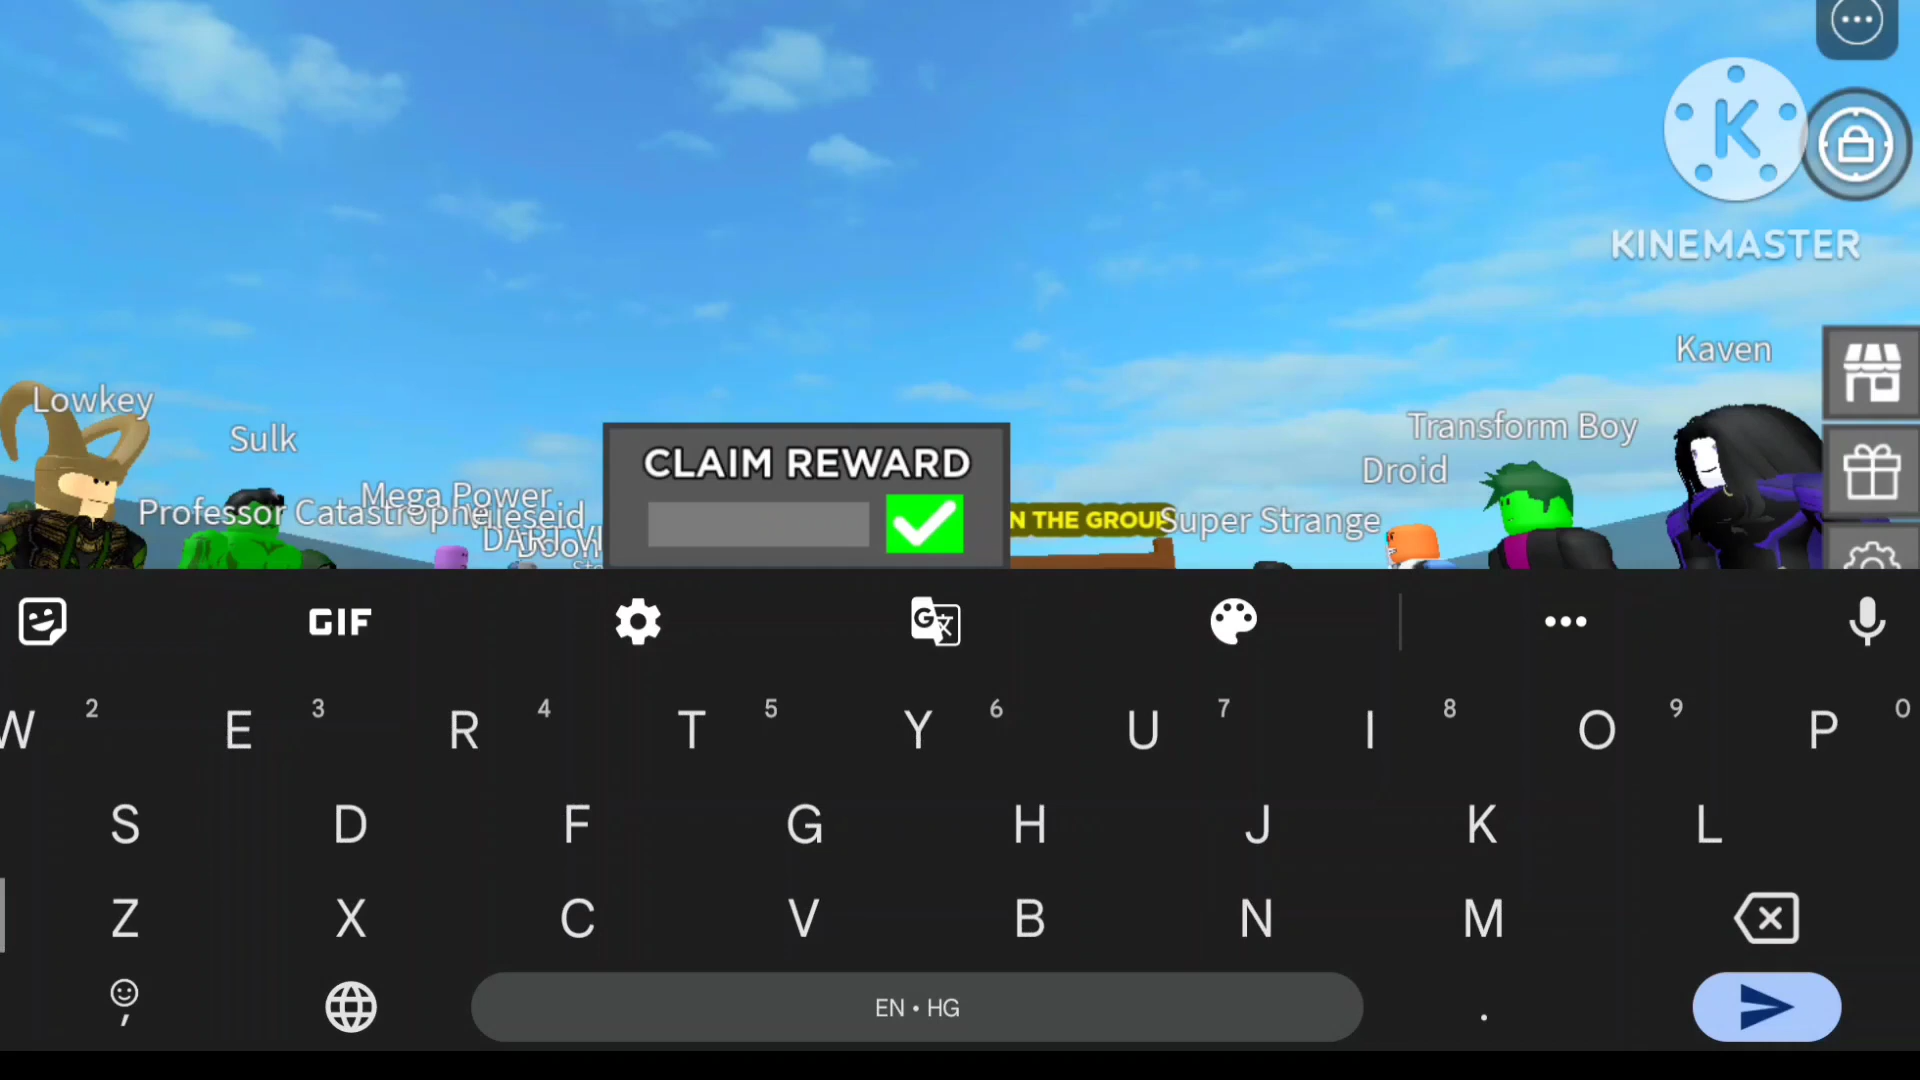 K
KINEMASTER
Kaven
Lowkey
Transform Boy
Sulk
Droid
CLAIM REWARD
Mega Power
Professor Catastrophe
N THE GROUP
Super Strange
GIF
W 2 E 3 R 4 T 5 Y 6 U 7 I 8 O 9 P 0
S D F G H J K L
Z X C V B N M
, EN • HG .